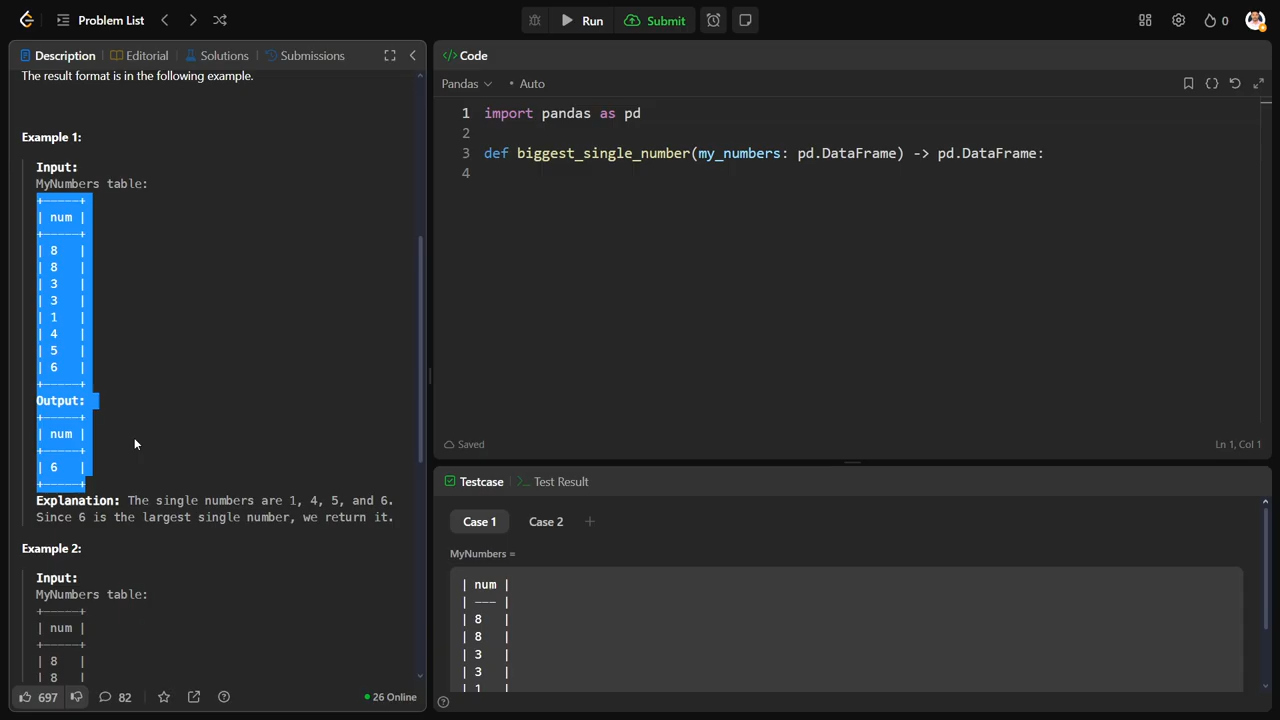 Problem List
Run
Submit
0
Description
Editorial
Solutions
Submissions
The result format is in the following example.
Example 1:
Input:
MyNumbers table:
+-----+
| num |
+-----+
| 8   |
| 8   |
| 3   |
| 3   |
| 1   |
| 4   |
| 5   |
| 6   |
+-----+
Output:
+-----+
| num |
+-----+
| 6   |
+-----+
Explanation: The single numbers are 1, 4, 5, and 6.
Since 6 is the largest single number, we return it.
Example 2:
Input:
MyNumbers table:
+-----+
| num |
+-----+
| 8   |
| 8
697
82
26 Online
</> Code
Pandas
• Auto
1 import pandas as pd
2
3 def biggest_single_number(my_numbers: pd.DataFrame) -> pd.DataFrame:
4
Saved
Ln 1, Col 1
Testcase
>_ Test Result
Case 1
Case 2
+
MyNumbers =
| num |
| --- |
| 8   |
| 8   |
| 3   |
| 3   |
| 1   |